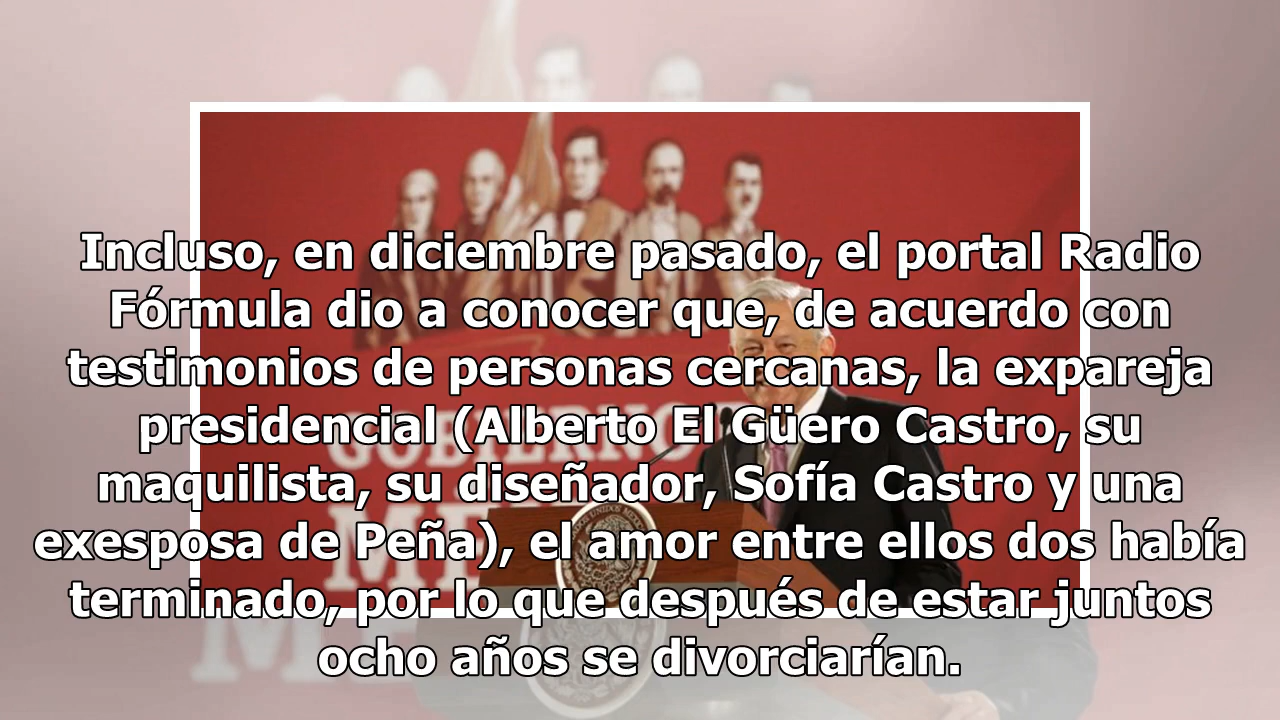 Incluso, en diciembre pasado, el portal Radio
Fórmula dio a conocer que, de acuerdo con
testimonios de personas cercanas, la expareja
presidencial (Alberto El Güero Castro, su
maquilista, su diseñador, Sofía Castro y una
exesposa de Peña), el amor entre ellos dos había
terminado, por lo que después de estar juntos
ocho años se divorciarían.